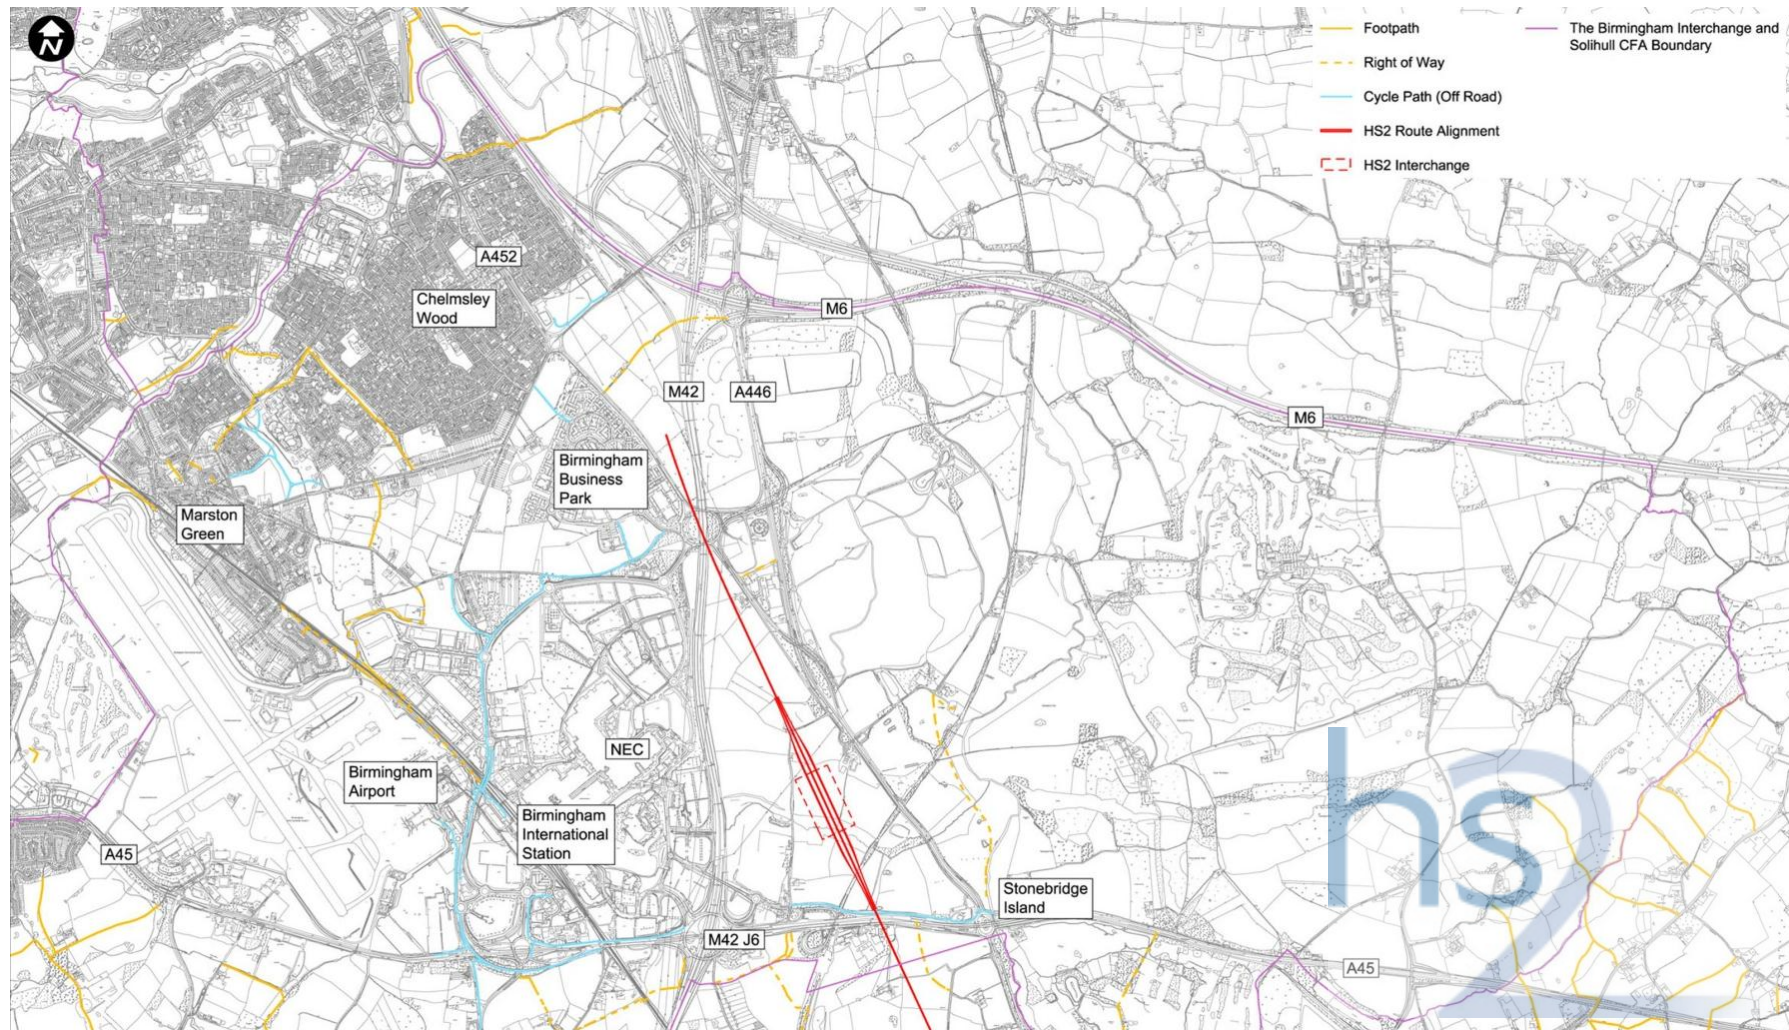 N
Footpath
Right of Way
Cycle Path (Off Road)
HS2 Route Alignment
HS2 Interchange
The Birmingham Interchange and
Solihull CFA Boundary
A452
Chelmsley
Wood
M6
M42
A446
M6
Birmingham
Business
Park
Marston
Green
NEC
Birmingham
Airport
Birmingham
International
Station
A45
Stonebridge
Island
M42 J6
A45
hs2